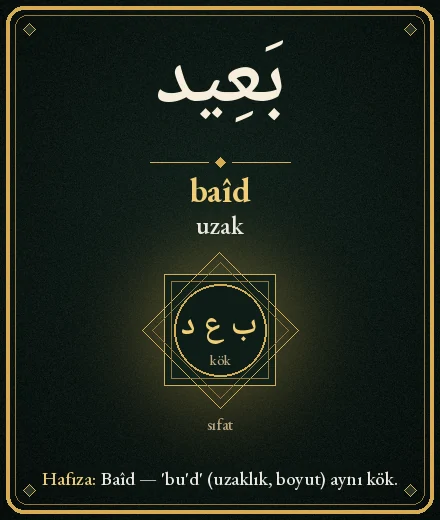 بَعِيد
baîd
uzak
ب ع د
kök
sıfat
Hafıza: Baîd — 'bu'd' (uzaklık, boyut) aynı kök.